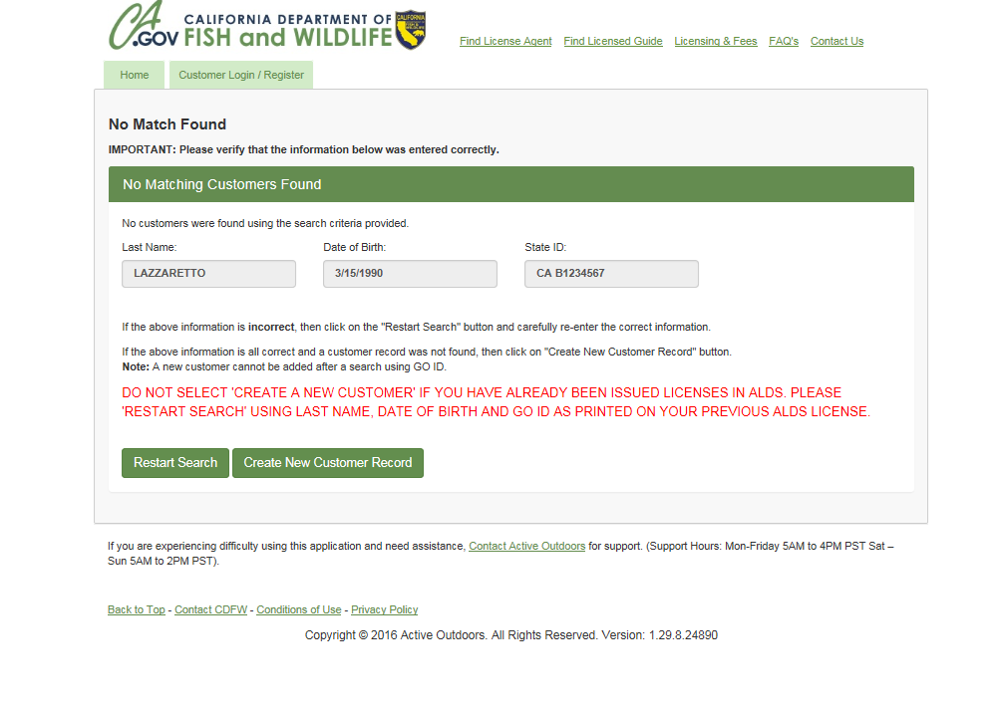 CA.GOV CALIFORNIA DEPARTMENT OF
FISH and WILDLIFE
CALIFORNIA
Find License Agent Find Licensed Guide Licensing & Fees FAQ's Contact Us
Home Customer Login / Register
No Match Found
IMPORTANT: Please verify that the information below was entered correctly.
No Matching Customers Found
No customers were found using the search criteria provided.
Last Name: Date of Birth: State ID:
LAZZARETTO 3/15/1990 CA B1234567
If the above information is incorrect, then click on the "Restart Search" button and carefully re-enter the correct information.
If the above information is all correct and a customer record was not found, then click on "Create New Customer Record" button.
Note: A new customer cannot be added after a search using GO ID.
DO NOT SELECT 'CREATE A NEW CUSTOMER' IF YOU HAVE ALREADY BEEN ISSUED LICENSES IN ALDS. PLEASE
'RESTART SEARCH' USING LAST NAME, DATE OF BIRTH AND GO ID AS PRINTED ON YOUR PREVIOUS ALDS LICENSE.
Restart Search Create New Customer Record
If you are experiencing difficulty using this application and need assistance, Contact Active Outdoors for support. (Support Hours: Mon-Friday 5AM to 4PM PST Sat –
Sun 5AM to 2PM PST).
Back to Top - Contact CDFW - Conditions of Use - Privacy Policy
Copyright © 2016 Active Outdoors. All Rights Reserved. Version: 1.29.8.24890